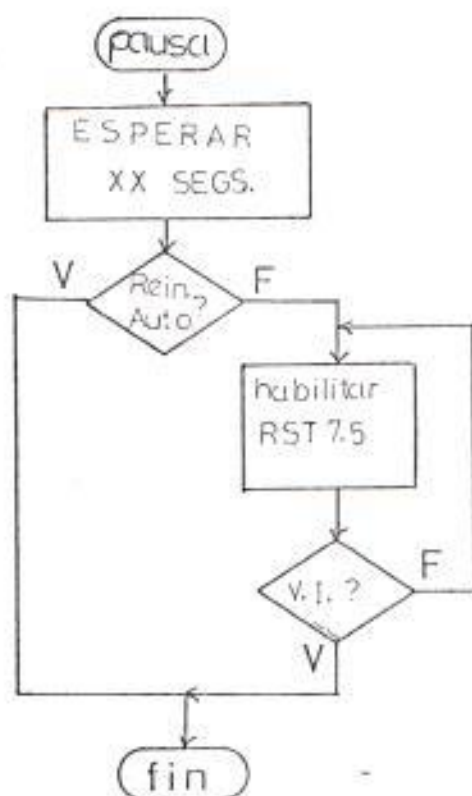 pausa
ESPERAR
XX SEGS.
Rein.
Auto?
V
F
habilitar
RST 7.5
V.I.?
F
V
fin